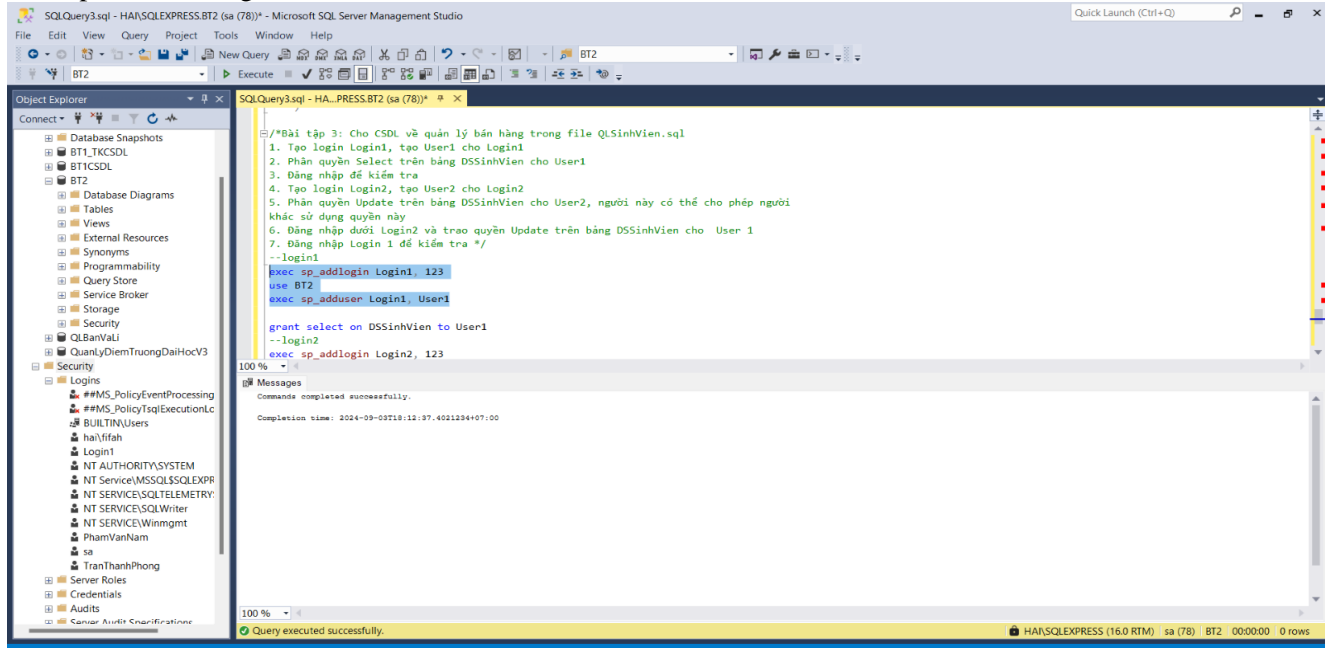 SQLQuery3.sql - HAI\SQLEXPRESS.BT2 (sa (78))* - Microsoft SQL Server Management Studio
Quick Launch (Ctrl+Q)
File Edit View Query Project Tools Window Help
New Query
BT2
BT2
Execute
Object Explorer
Connect
Database Snapshots
BT1_TKCSDL
BT1CSDL
BT2
Database Diagrams
Tables
Views
External Resources
Synonyms
Programmability
Query Store
Service Broker
Storage
Security
QLBanVaLi
QuanLyDiemTruongDaiHocV3
Security
Logins
##MS_PolicyEventProcessing
##MS_PolicyTsqlExecutionLo
BUILTIN\Users
hai\fifah
Login1
NT AUTHORITY\SYSTEM
NT Service\MSSQL$SQLEXPR
NT SERVICE\SQLTELEMETRY
NT SERVICE\SQLWriter
NT SERVICE\Winmgmt
PhamVanNam
sa
TranThanhPhong
Server Roles
Credentials
Audits
Server Audit Specifications
SQLQuery3.sql - HA...PRESS.BT2 (sa (78))*
/*Bài tập 3: Cho CSDL về quản lý bán hàng trong file QLSinhVien.sql
1. Tạo login Login1, tạo User1 cho Login1
2. Phân quyền Select trên bảng DSSinhVien cho User1
3. Đăng nhập để kiểm tra
4. Tạo login Login2, tạo User2 cho Login2
5. Phân quyền Update trên bảng DSSinhVien cho User2, người này có thể cho phép người
khác sử dụng quyền này
6. Đăng nhập dưới Login2 và trao quyền Update trên bảng DSSinhVien cho User 1
7. Đăng nhập Login 1 để kiểm tra */
--login1
exec sp_addlogin Login1, 123
use BT2
exec sp_adduser Login1, User1
grant select on DSSinhVien to User1
--login2
exec sp_addlogin Login2, 123
100 %
Messages
Commands completed successfully.
Completion time: 2024-09-03T18:12:37.4021234+07:00
100 %
Query executed successfully.
HAI\SQLEXPRESS (16.0 RTM) sa (78) BT2 00:00:00 0 rows